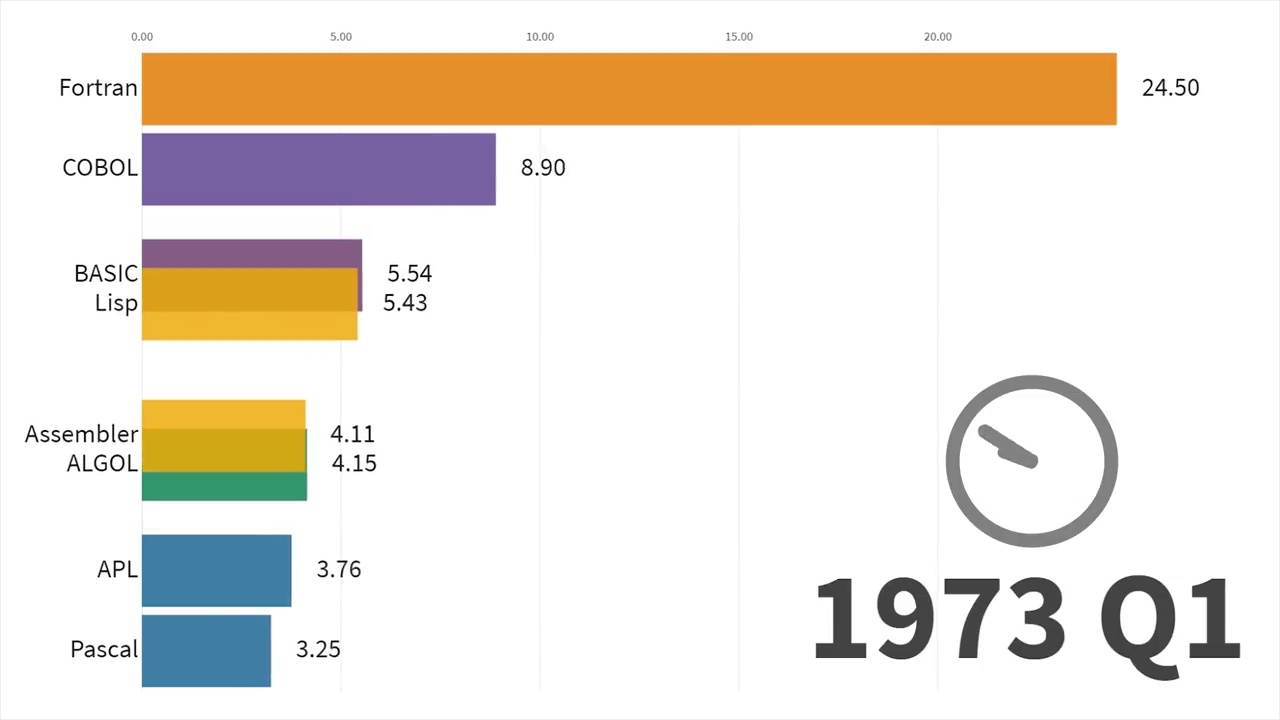 0.00 5.00 10.00 15.00 20.00
Fortran 24.50
COBOL 8.90
BASIC 5.54
Lisp 5.43
Assembler 4.11
ALGOL 4.15
APL 3.76
Pascal 3.25
1973 Q1